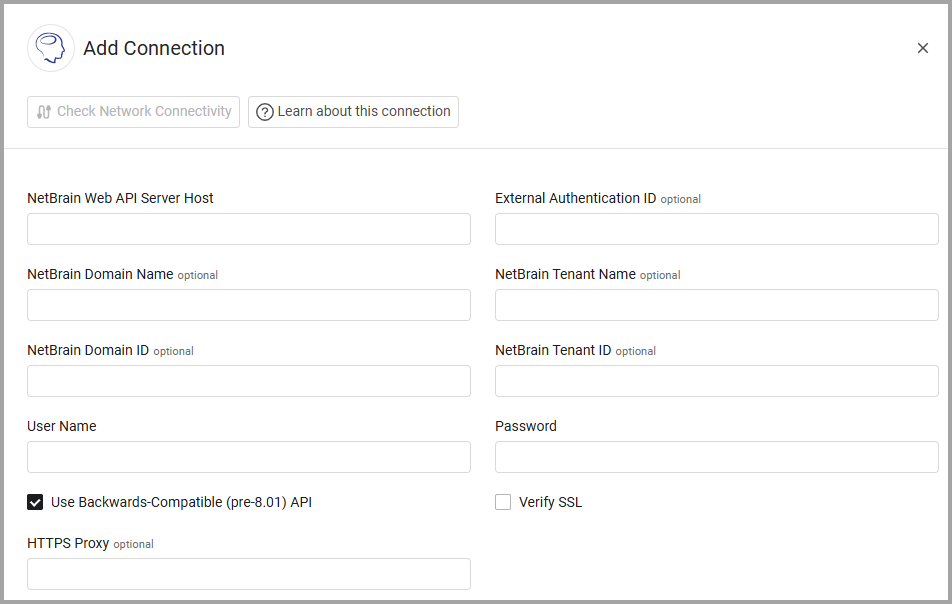 Add Connection
Check Network Connectivity
Learn about this connection
NetBrain Web API Server Host
External Authentication ID optional
NetBrain Domain Name optional
NetBrain Tenant Name optional
NetBrain Domain ID optional
NetBrain Tenant ID optional
User Name
Password
Use Backwards-Compatible (pre-8.01) API
Verify SSL
HTTPS Proxy optional